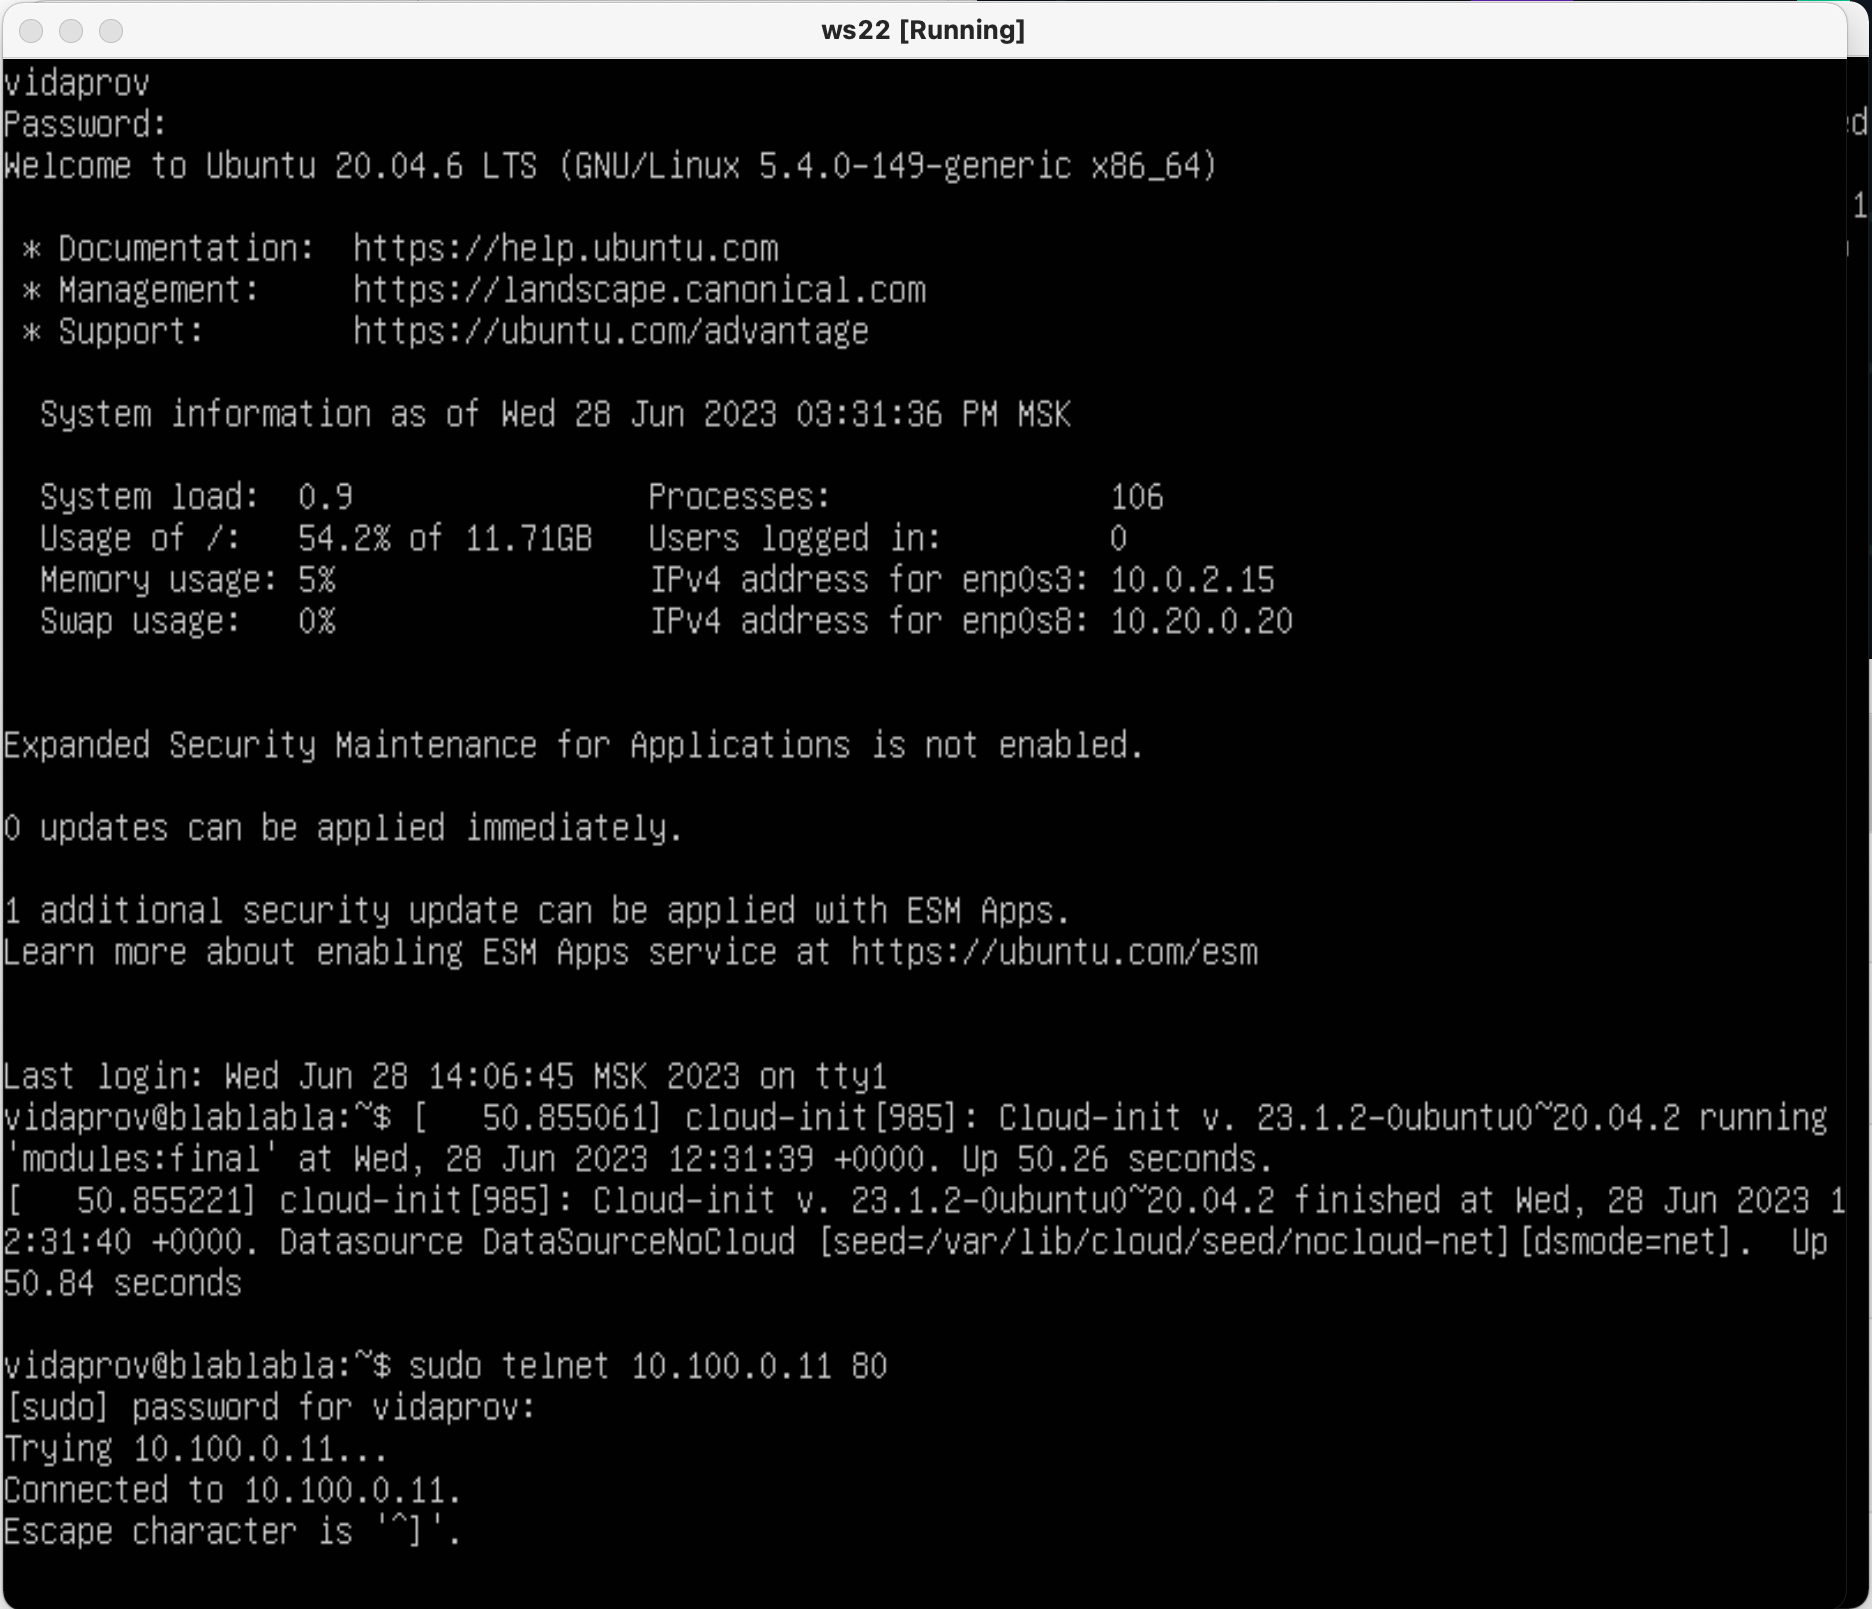 ws22 [Running]
vidaprov
Password:
Welcome to Ubuntu 20.04.6 LTS (GNU/Linux 5.4.0-149-generic x86_64)
* Documentation:  https://help.ubuntu.com
* Management:     https://landscape.canonical.com
* Support:        https://ubuntu.com/advantage
System information as of Wed 28 Jun 2023 03:31:36 PM MSK
System load:  0.9                Processes:               106
Usage of /:   54.2% of 11.71GB   Users logged in:         0
Memory usage: 5%                 IPv4 address for enp0s3: 10.0.2.15
Swap usage:   0%                 IPv4 address for enp0s8: 10.20.0.20
Expanded Security Maintenance for Applications is not enabled.
0 updates can be applied immediately.
1 additional security update can be applied with ESM Apps.
Learn more about enabling ESM Apps service at https://ubuntu.com/esm
Last login: Wed Jun 28 14:06:45 MSK 2023 on tty1
vidaprov@blablabla:~$ [   50.855061] cloud-init[985]: Cloud-init v. 23.1.2-0ubuntu0~20.04.2 running
'modules:final' at Wed, 28 Jun 2023 12:31:39 +0000. Up 50.26 seconds.
[   50.855221] cloud-init[985]: Cloud-init v. 23.1.2-0ubuntu0~20.04.2 finished at Wed, 28 Jun 2023 1
2:31:40 +0000. Datasource DataSourceNoCloud [seed=/var/lib/cloud/seed/nocloud-net][dsmode=net].  Up
50.84 seconds
vidaprov@blablabla:~$ sudo telnet 10.100.0.11 80
[sudo] password for vidaprov:
Trying 10.100.0.11...
Connected to 10.100.0.11.
Escape character is '^]'.